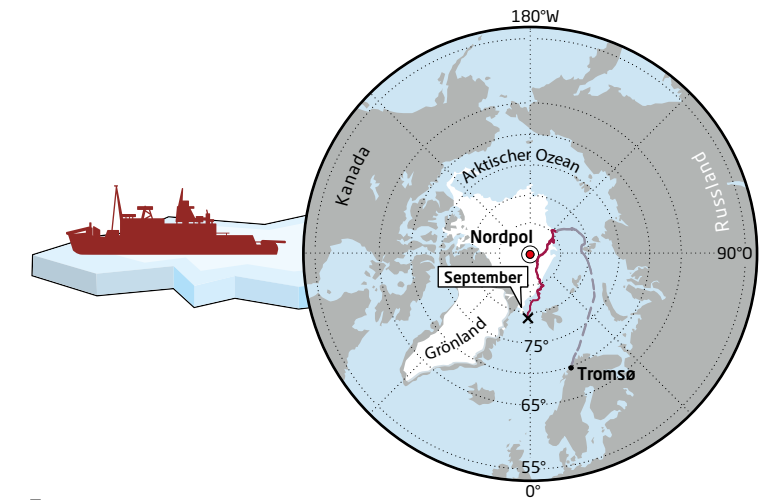 180°W
Kanada
Arktischer Ozean
Russland
Nordpol
90°O
September
Grönland
75°
Tromsø
65°
55°
0°